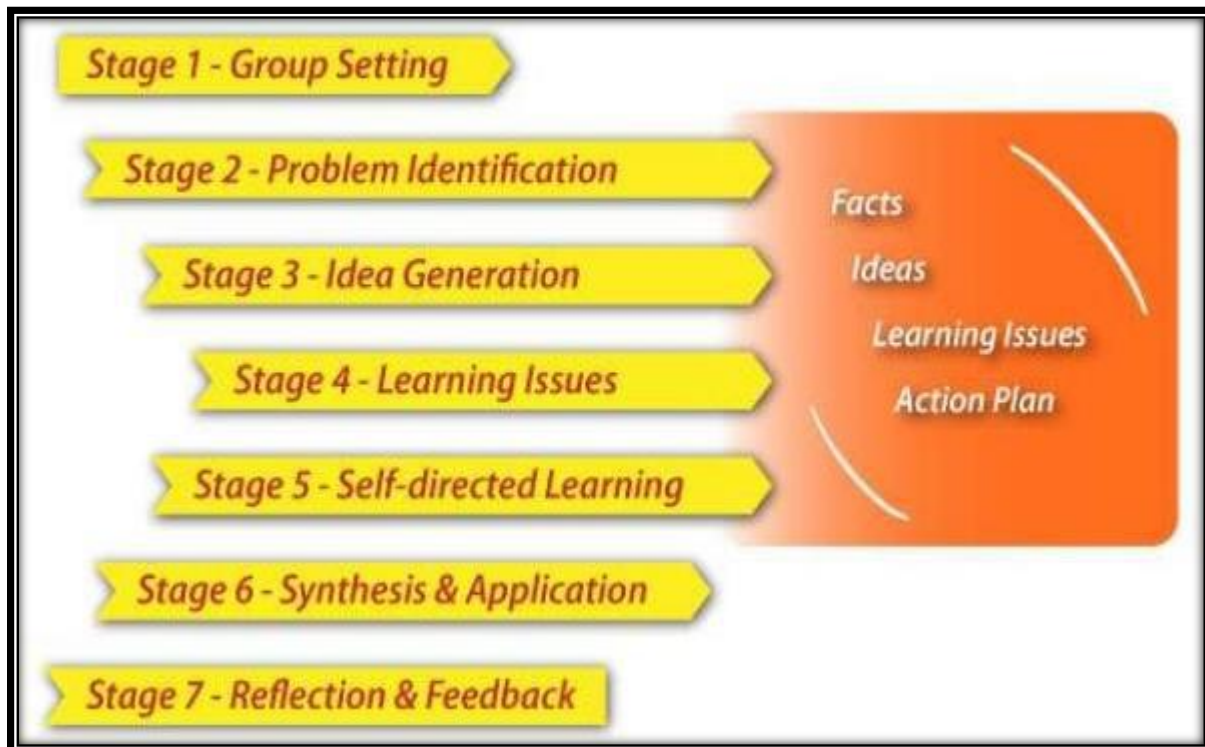 Stage 1 - Group Setting
Stage 2 - Problem Identification
Stage 3 - Idea Generation
Stage 4 - Learning Issues
Stage 5 - Self-directed Learning
Stage 6 - Synthesis & Application
Stage 7 - Reflection & Feedback
Facts
Ideas
Learning Issues
Action Plan